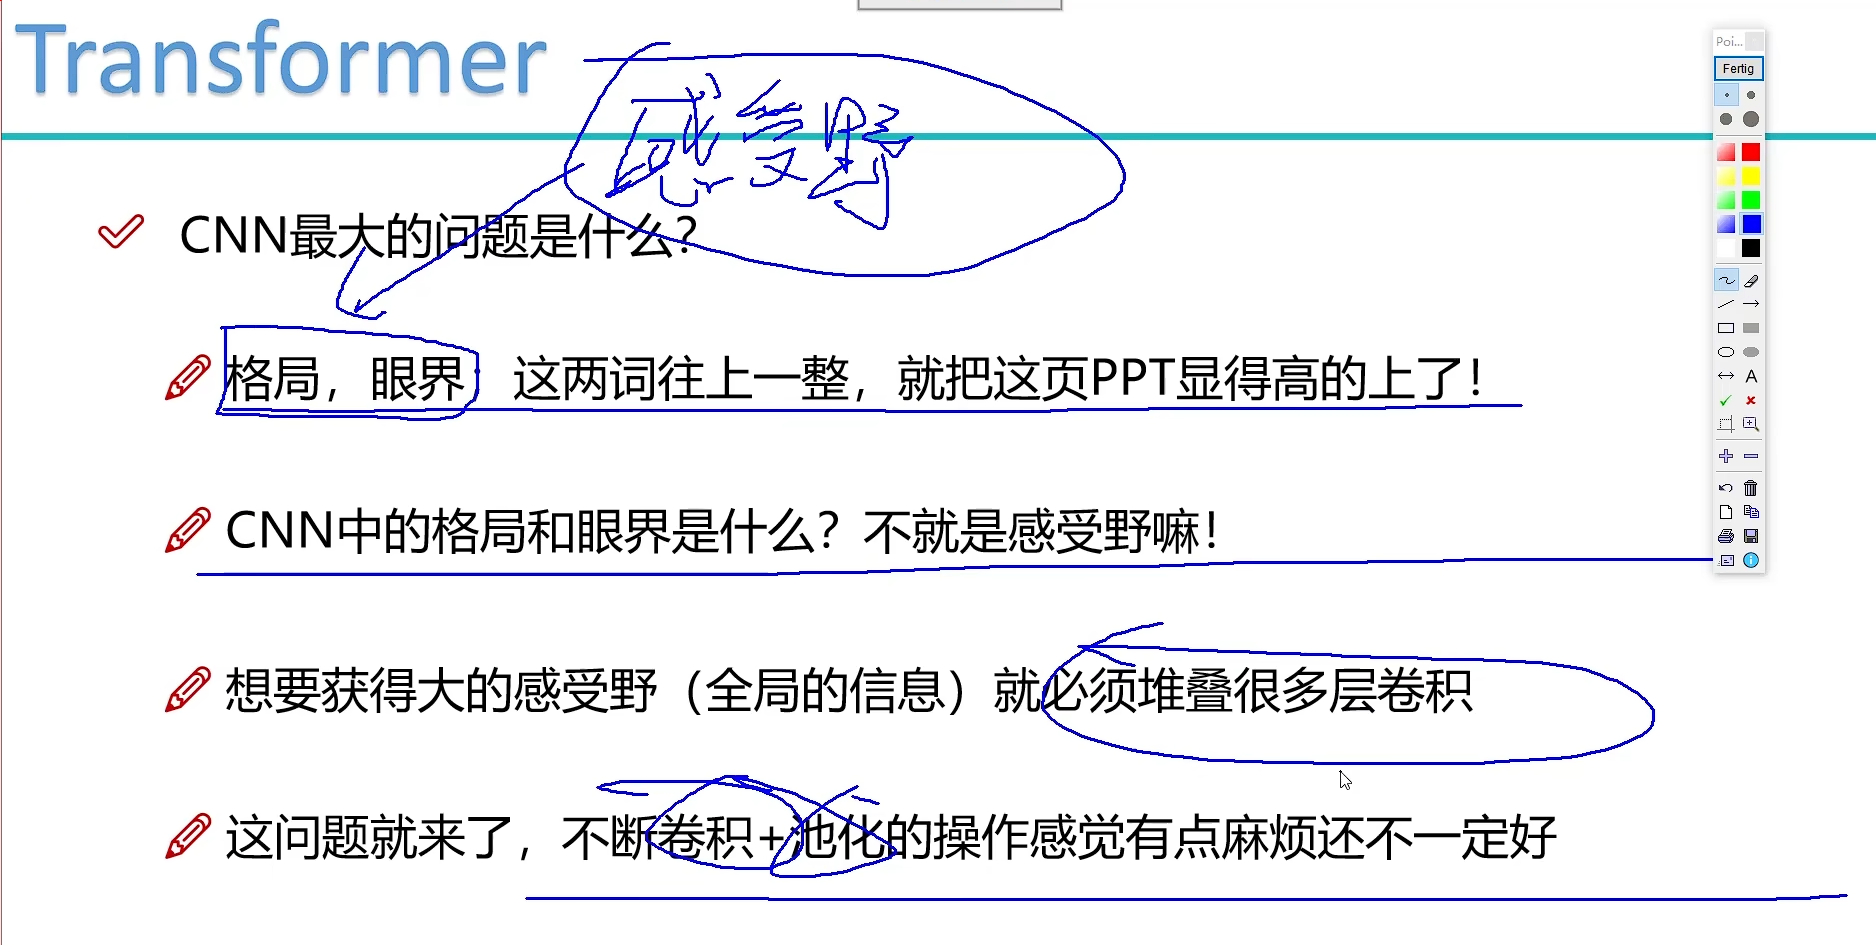 Transformer
感受野
CNN最大的问题是什么？
格局，眼界 这两词往上一整，就把这页PPT显得高的上了！
CNN中的格局和眼界是什么？不就是感受野嘛！
想要获得大的感受野（全局的信息）就必须堆叠很多层卷积
这问题就来了，不断卷积+池化的操作感觉有点麻烦还不一定好
Poi...
Fertig
A